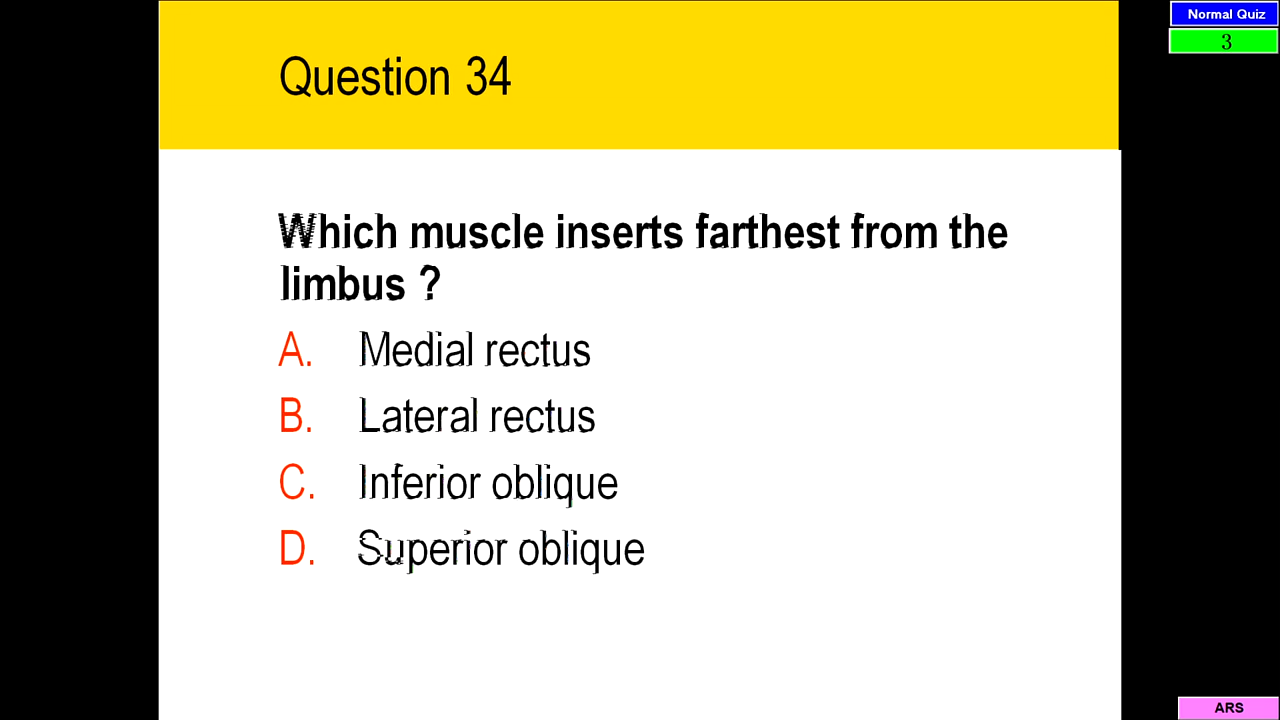 Normal Quiz
3
Question 34
Which muscle inserts farthest from the
limbus ?
A. Medial rectus
B. Lateral rectus
C. Inferior oblique
D. Superior oblique
ARS